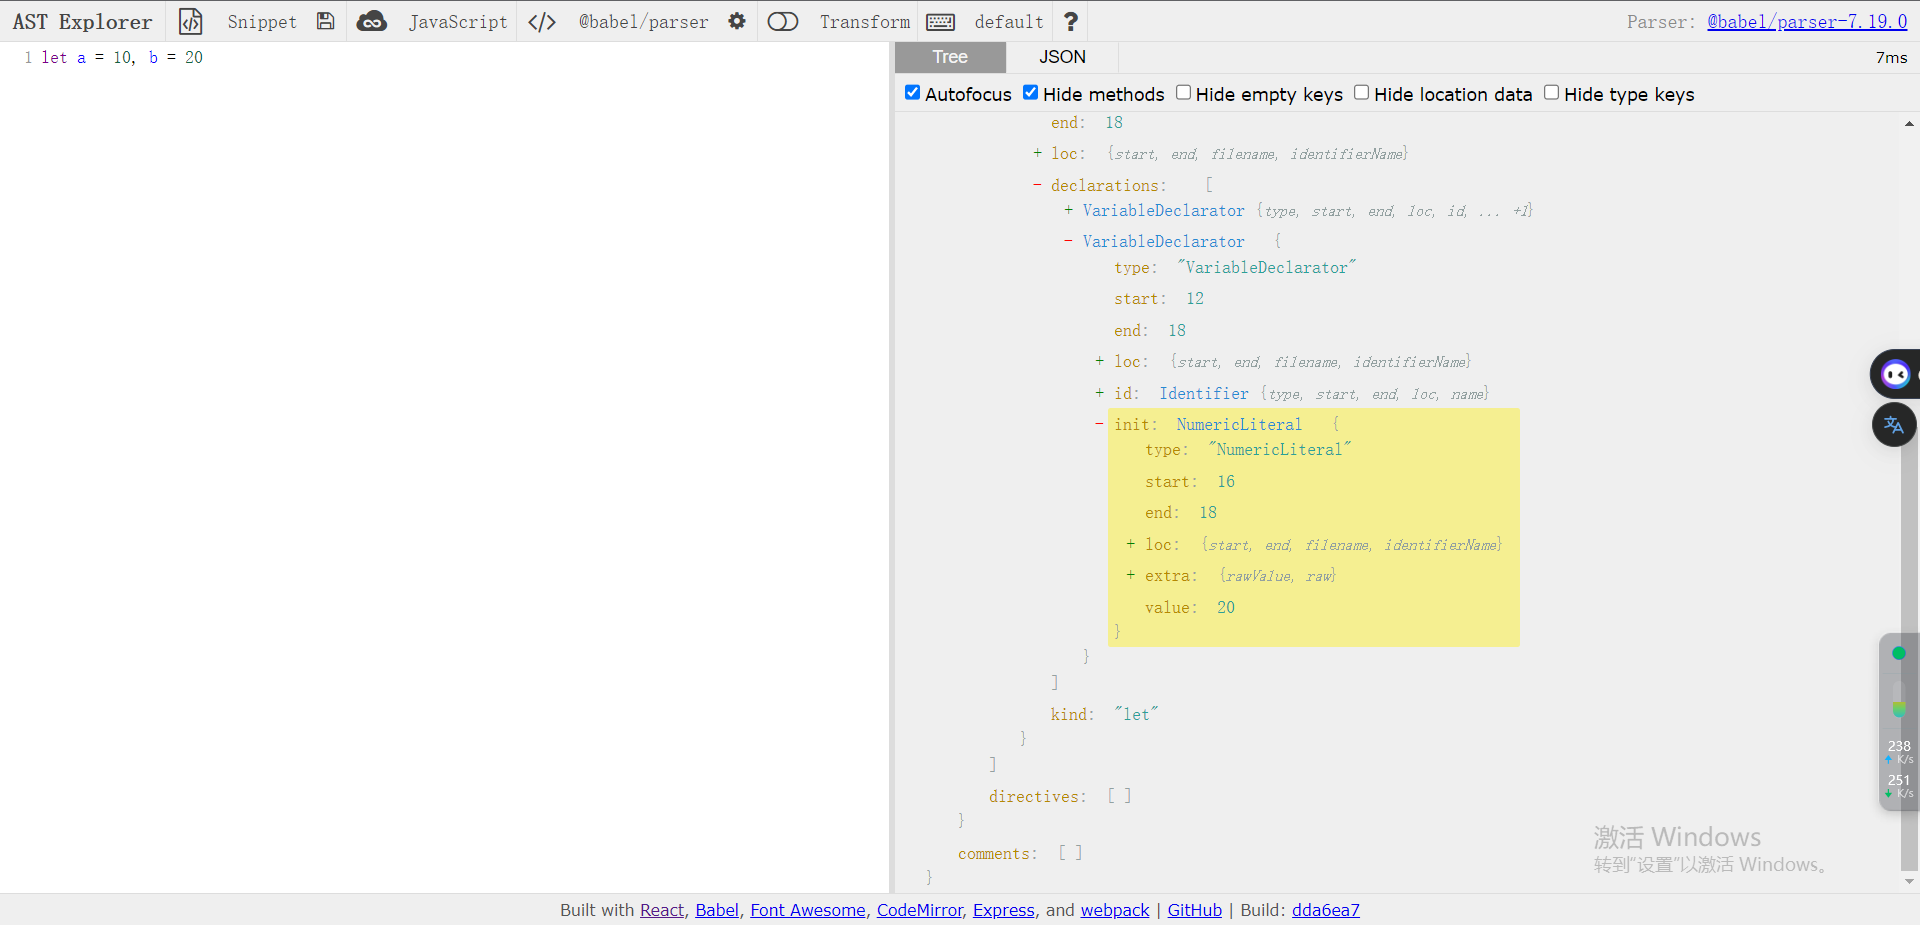 AST Explorer Snippet JavaScript </> @babel/parser Transform default ? Parser: @babel/parser-7.19.0
1 let a = 10, b = 20
Tree JSON 7ms
Autofocus Hide methods Hide empty keys Hide location data Hide type keys
end: 18
+ loc: {start, end, filename, identifierName}
- declarations: [
+ VariableDeclarator {type, start, end, loc, id, ... +1}
- VariableDeclarator {
type: "VariableDeclarator"
start: 12
end: 18
+ loc: {start, end, filename, identifierName}
+ id: Identifier {type, start, end, loc, name}
- init: NumericLiteral {
type: "NumericLiteral"
start: 16
end: 18
+ loc: {start, end, filename, identifierName}
+ extra: {rawValue, raw}
value: 20
}
}
]
kind: "let"
}
]
directives: [ ]
}
comments: [ ]
}
238
K/s
251
K/s
激活 Windows
转到“设置”以激活 Windows。
Built with React, Babel, Font Awesome, CodeMirror, Express, and webpack | GitHub | Build: dda6ea7